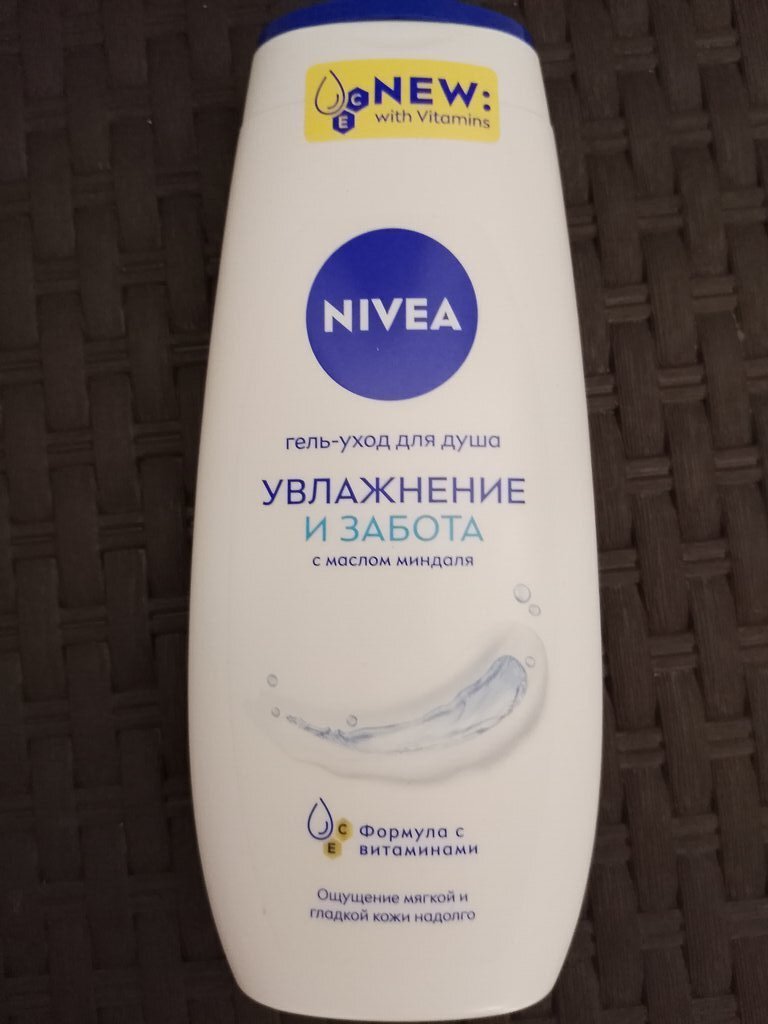 C
E
NEW:
with Vitamins
NIVEA
гель-уход для душа
УВЛАЖНЕНИЕ
И ЗАБОТА
с маслом миндаля
C
E
Формула с
витаминами
Ощущение мягкой и
гладкой кожи надолго